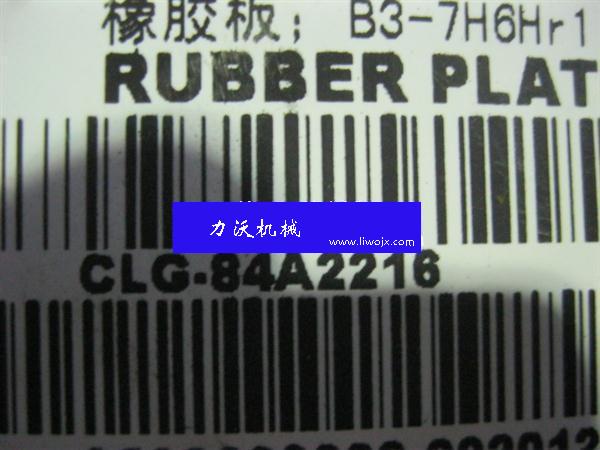 橡胶板; B3-7H6Hr1
RUBBER PLAT
力沃机械
www.liwojx.com
CLG-84A2216